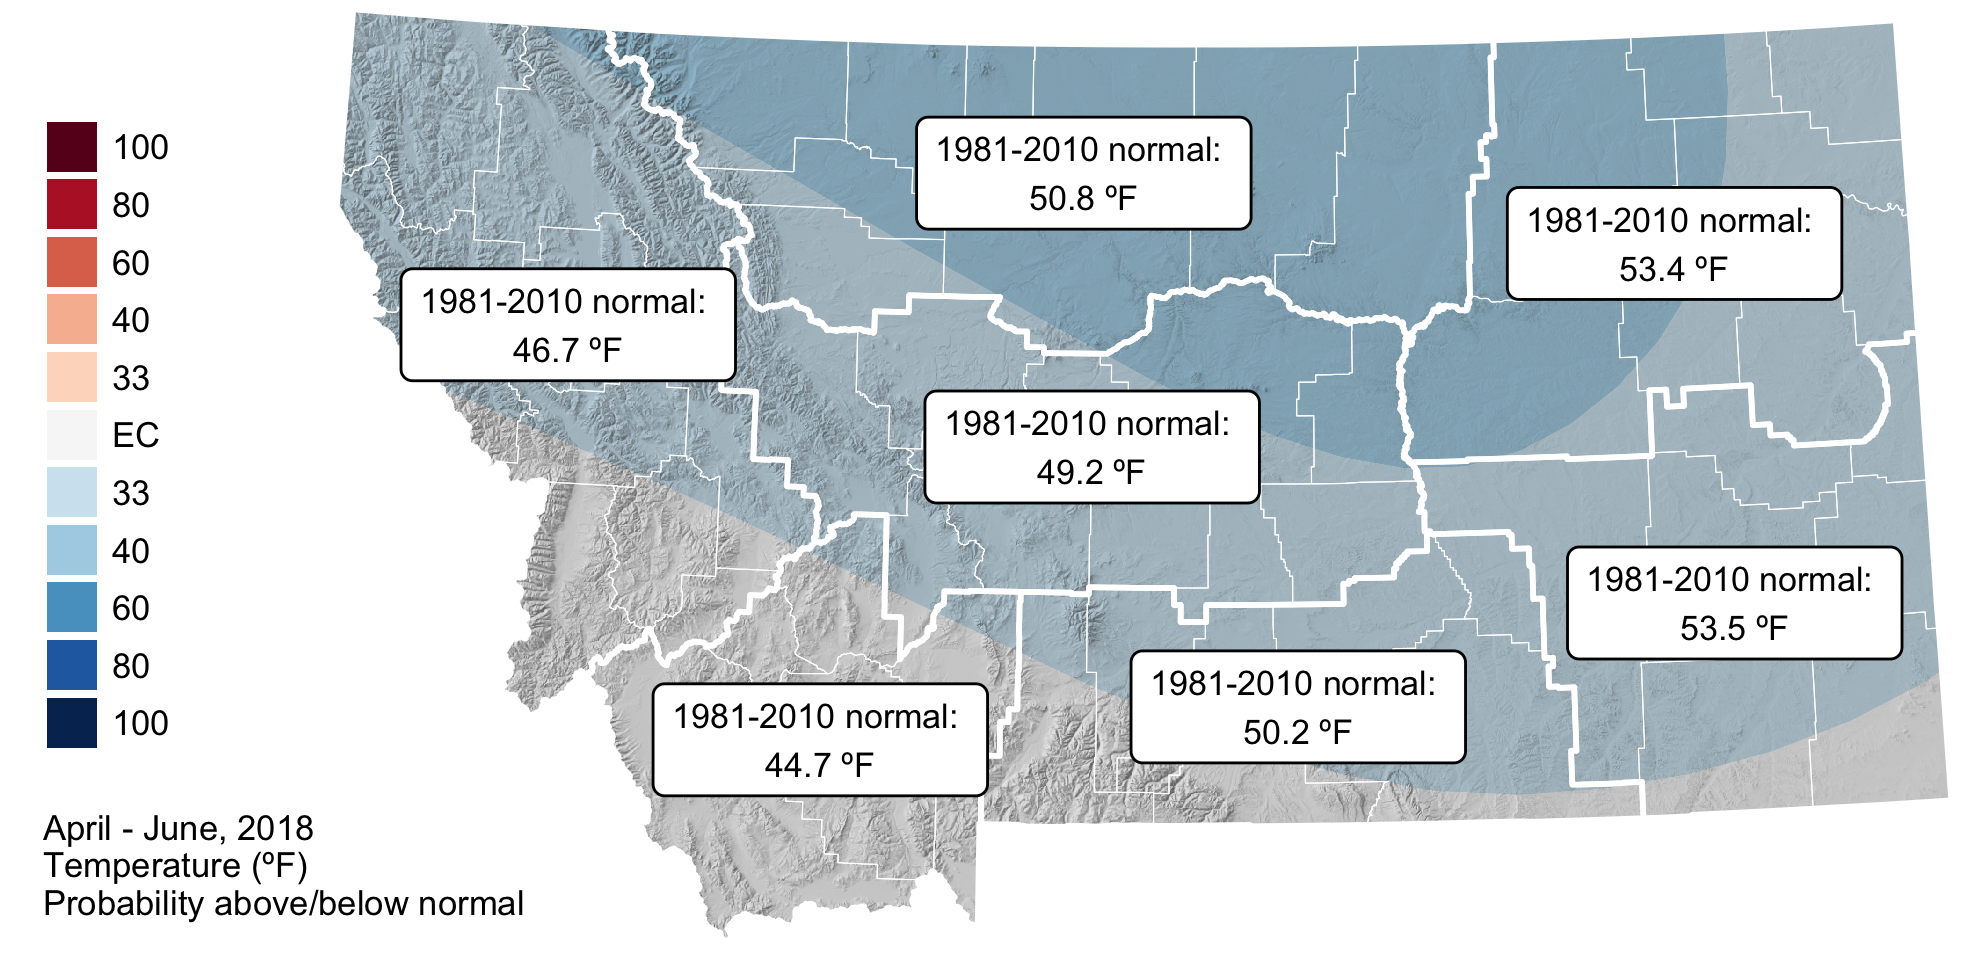 100
80
60
40
33
EC
33
40
60
80
100
April - June, 2018
Temperature (ºF)
Probability above/below normal
1981-2010 normal:
50.8 ºF
1981-2010 normal:
53.4 ºF
1981-2010 normal:
46.7 ºF
1981-2010 normal:
49.2 ºF
1981-2010 normal:
53.5 ºF
1981-2010 normal:
50.2 ºF
1981-2010 normal:
44.7 ºF